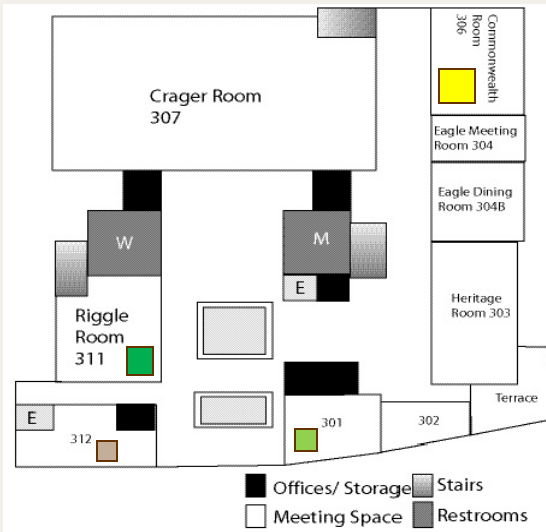 Crager Room
307
Commonwealth
Room
306
Eagle Meeting
Room 304
Eagle Dining
Room 304B
W
M
E
Heritage
Room 303
Riggle
Room
311
Terrace
E
312
301
302
Offices/ Storage
Stairs
Meeting Space
Restrooms